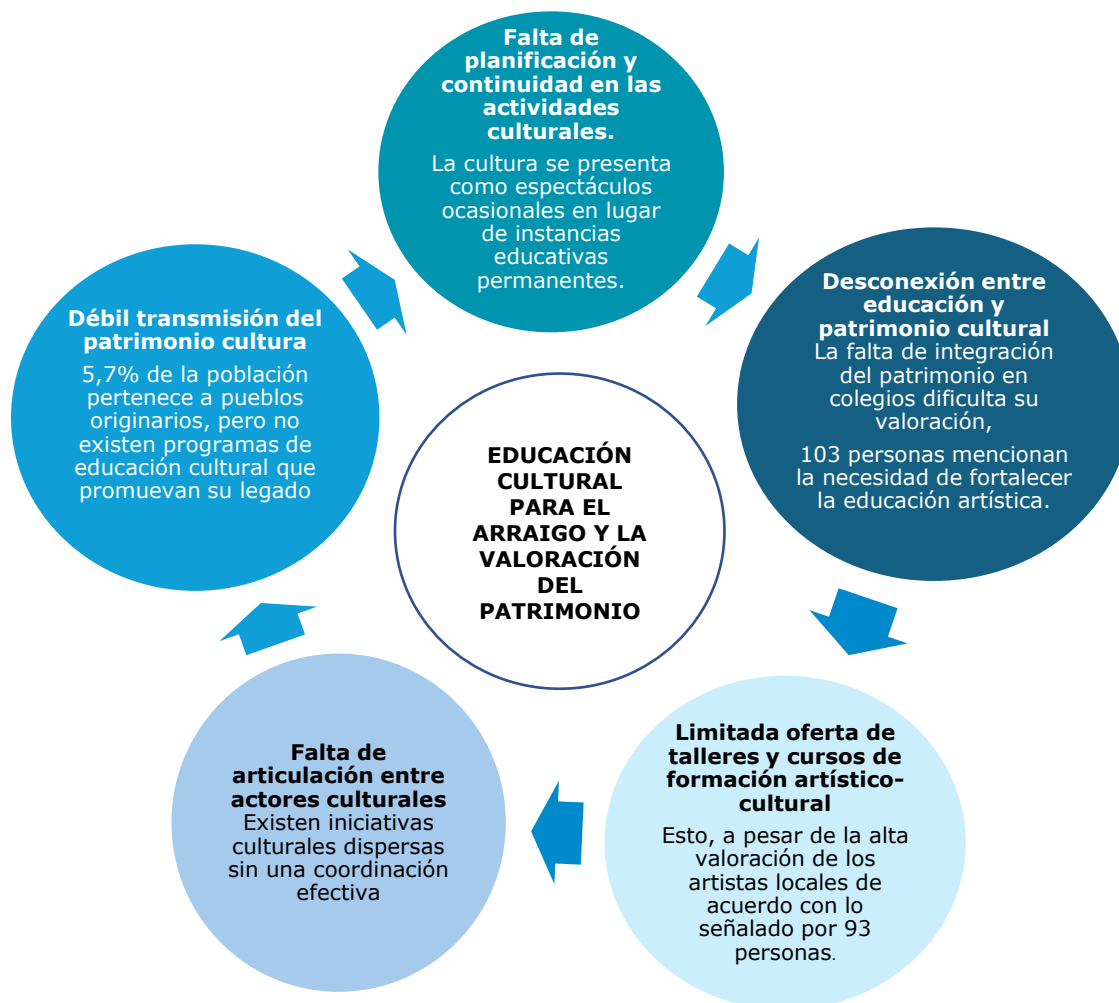 Falta de
planificación y
continuidad en las
actividades
culturales.
La cultura se presenta
como espectáculos
ocasionales en lugar
de instancias
educativas
permanentes.
Desconexión entre
educación y
patrimonio cultural
La falta de integración
del patrimonio en
colegios dificulta su
valoración,
103 personas mencionan
la necesidad de fortalecer
la educación artística.
Limitada oferta de
talleres y cursos de
formación artístico-
cultural
Esto, a pesar de la alta
valoración de los
artistas locales de
acuerdo con lo
señalado por 93
personas.
Falta de
articulación entre
actores culturales
Existen iniciativas
culturales dispersas
sin una coordinación
efectiva
Débil transmisión del
patrimonio cultura
5,7% de la población
pertenece a pueblos
originarios, pero no
existen programas de
educación cultural que
promuevan su legado
EDUCACIÓN
CULTURAL
PARA EL
ARRAIGO Y LA
VALORACIÓN
DEL
PATRIMONIO